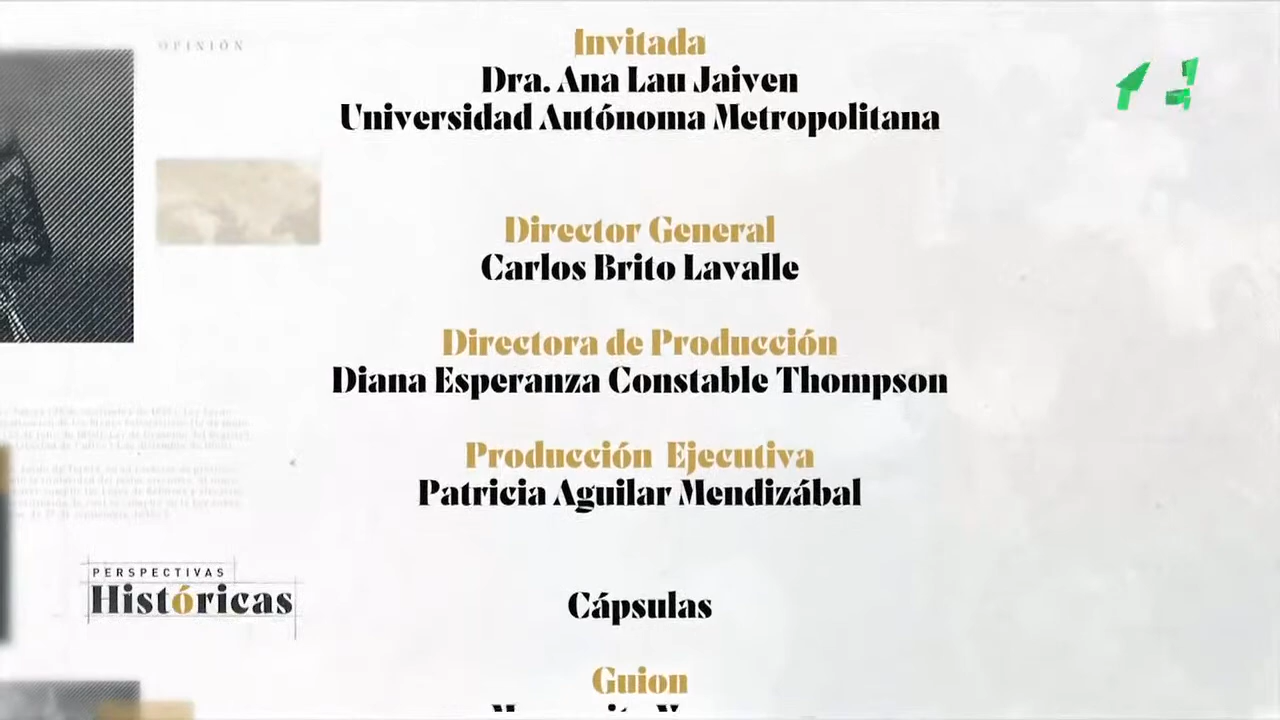 OPINIÓN
Invitada
Dra. Ana Lau Jaiven
Universidad Autónoma Metropolitana
Director General
Carlos Brito Lavalle
Directora de Producción
Diana Esperanza Constable Thompson
Producción Ejecutiva
Patricia Aguilar Mendizábal
PERSPECTIVAS
Históricas
Cápsulas
Guion